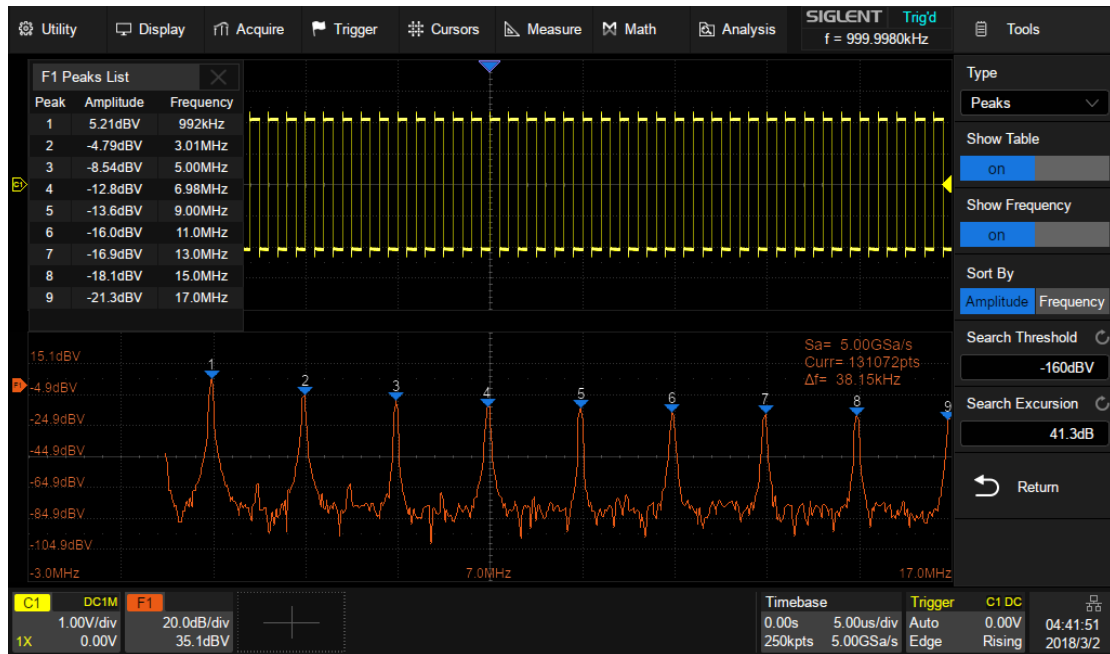 Utility Display Acquire Trigger Cursors Measure Math Analysis
SIGLENT Trig'd
f = 999.9980kHz
Tools
F1 Peaks List
Peak Amplitude Frequency
1 5.21dBV 992kHz
2 -4.79dBV 3.01MHz
3 -8.54dBV 5.00MHz
4 -12.8dBV 6.98MHz
5 -13.6dBV 9.00MHz
6 -16.0dBV 11.0MHz
7 -16.9dBV 13.0MHz
8 -18.1dBV 15.0MHz
9 -21.3dBV 17.0MHz
C1
Type
Peaks
Show Table
on
Show Frequency
on
Sort By
Amplitude Frequency
Search Threshold
-160dBV
Search Excursion
41.3dB
Return
Sa= 5.00GSa/s
Curr= 131072pts
Δf= 38.15kHz
15.1dBV
F1 -4.9dBV
-24.9dBV
-44.9dBV
-64.9dBV
-84.9dBV
-104.9dBV
1 2 3 4 5 6 7 8 9
-3.0MHz 7.0MHz 17.0MHz
C1 DC1M
1.00V/div
1X 0.00V
F1
20.0dB/div
35.1dBV
Timebase
0.00s 5.00us/div
250kpts 5.00GSa/s
Trigger C1 DC
Auto 0.00V
Edge Rising
04:41:51
2018/3/2